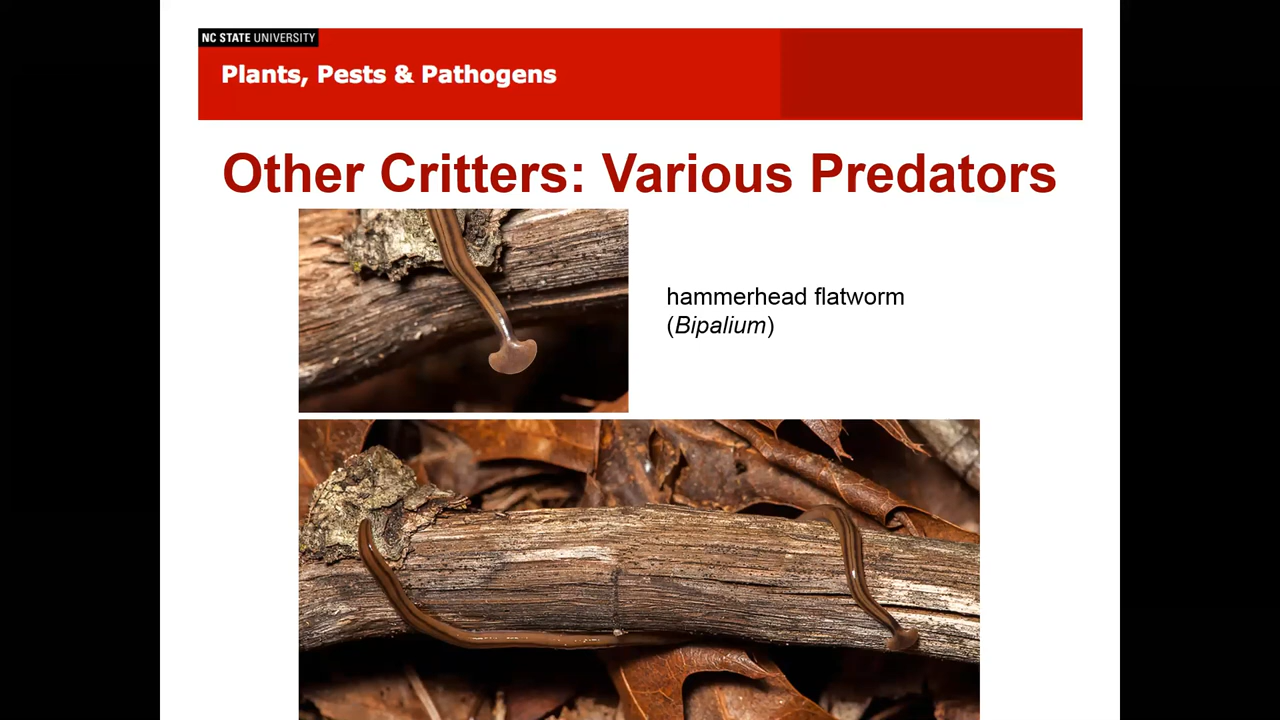 NC STATE UNIVERSITY
Plants, Pests & Pathogens
Other Critters: Various Predators
hammerhead flatworm
(Bipalium)